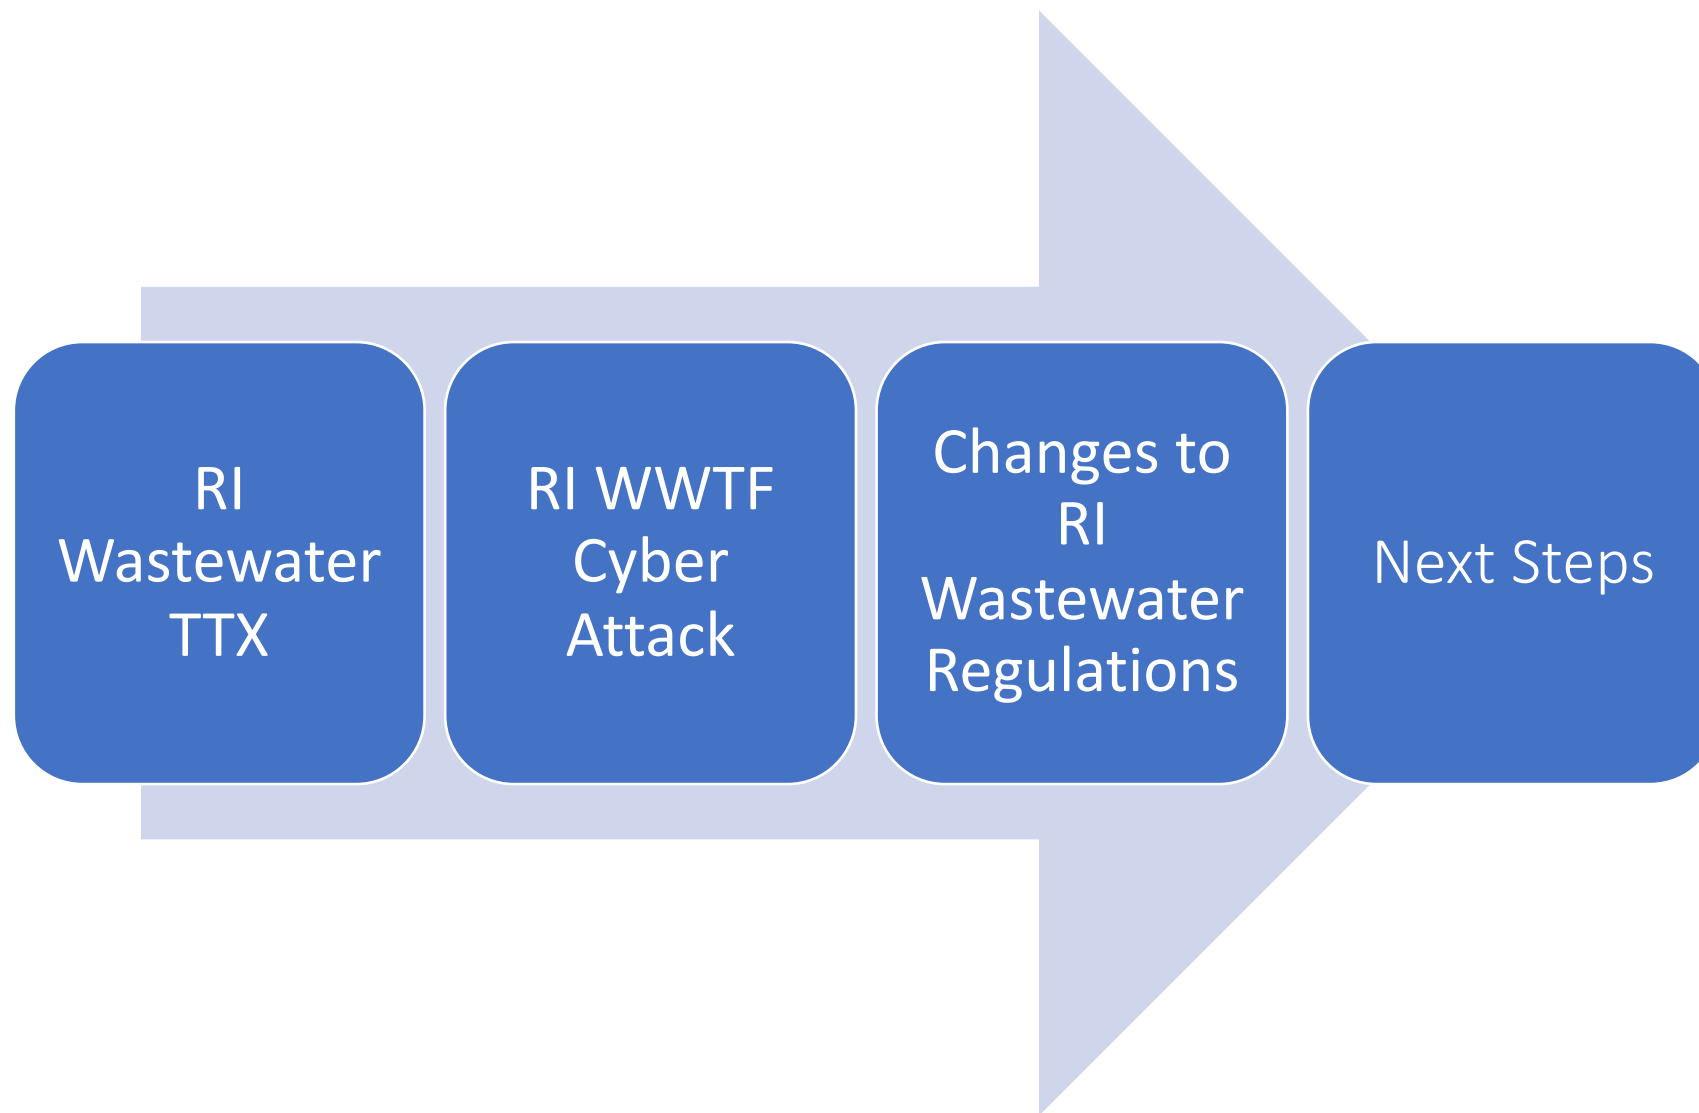 RI
Wastewater
TTX
RI WWTF
Cyber
Attack
Changes to
RI
Wastewater
Regulations
Next Steps